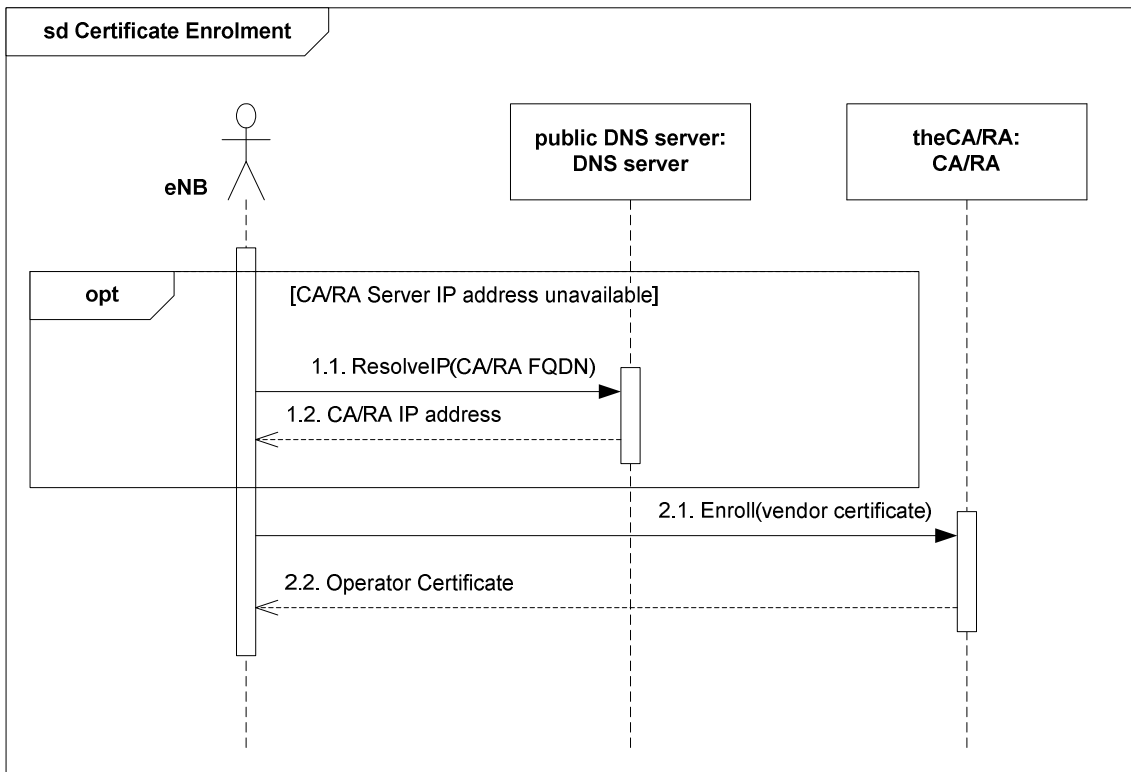 sd Certificate Enrolment
eNB
public DNS server:
DNS server
theCA/RA:
CA/RA
opt
[CA/RA Server IP address unavailable]
1.1. ResolveIP(CA/RA FQDN)
1.2. CA/RA IP address
2.1. Enroll(vendor certificate)
2.2. Operator Certificate